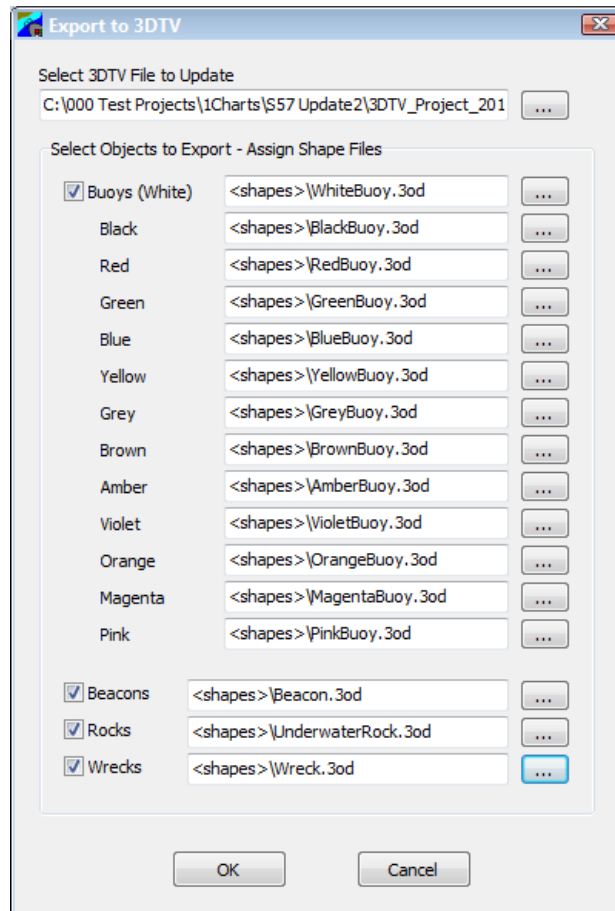 Export to 3DTV
Select 3DTV File to Update
C:\000 Test Projects\1Charts\S57 Update2\3DTV_Project_201 ...
Select Objects to Export - Assign Shape Files
Buoys (White) <shapes>\WhiteBuoy.3od ...
Black <shapes>\BlackBuoy.3od ...
Red <shapes>\RedBuoy.3od ...
Green <shapes>\GreenBuoy.3od ...
Blue <shapes>\BlueBuoy.3od ...
Yellow <shapes>\YellowBuoy.3od ...
Grey <shapes>\GreyBuoy.3od ...
Brown <shapes>\BrownBuoy.3od ...
Amber <shapes>\AmberBuoy.3od ...
Violet <shapes>\VioletBuoy.3od ...
Orange <shapes>\OrangeBuoy.3od ...
Magenta <shapes>\MagentaBuoy.3od ...
Pink <shapes>\PinkBuoy.3od ...
Beacons <shapes>\Beacon.3od ...
Rocks <shapes>\UnderwaterRock.3od ...
Wrecks <shapes>\Wreck.3od ...
OK Cancel